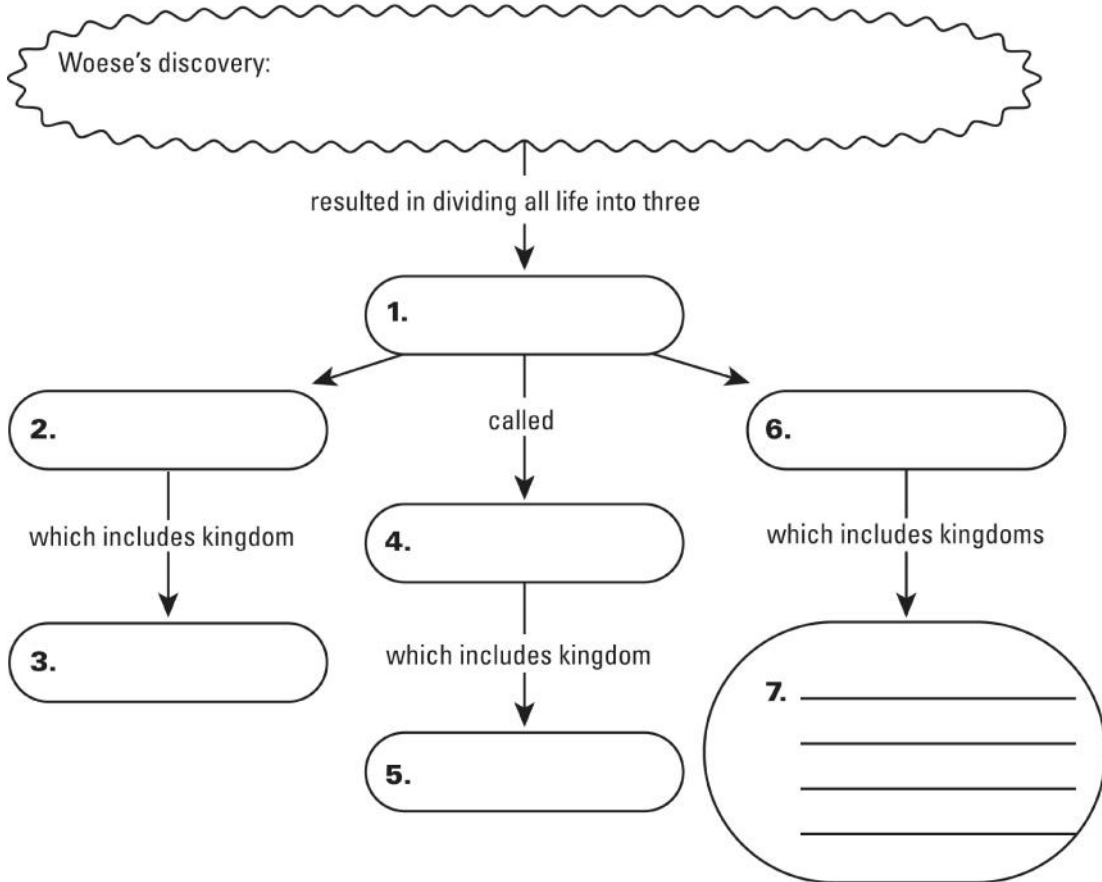 Woese's discovery:
resulted in dividing all life into three
1.
2.
called
6.
which includes kingdom
4.
which includes kingdoms
3.
which includes kingdom
7.
5.